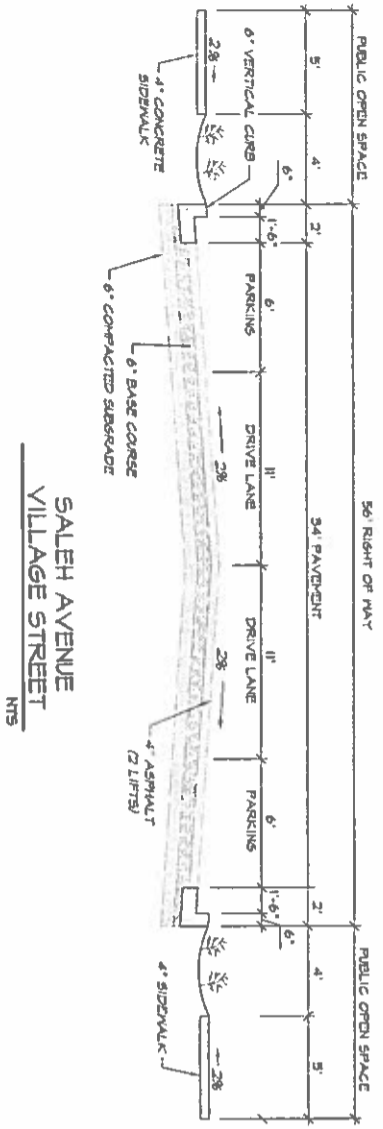 56' RIGHT OF WAY
PUBLIC OPEN SPACE
34' PAVEMENT
PUBLIC OPEN SPACE
5'
4'
2'
2'
4'
5'
6"
1'-6"
6'
PARKING
11'
DRIVE LANE
11'
DRIVE LANE
6'
PARKING
1'-6"
6"
6" VERTICAL CURB
2%
2%
2%
2%
4" CONCRETE
SIDEWALK
6" BASE COURSE
6" COMPACTED SUBGRADE
4" ASPHALT
(2 LIFTS)
4" SIDEWALK
SALEH AVENUE
VILLAGE STREET
NTS